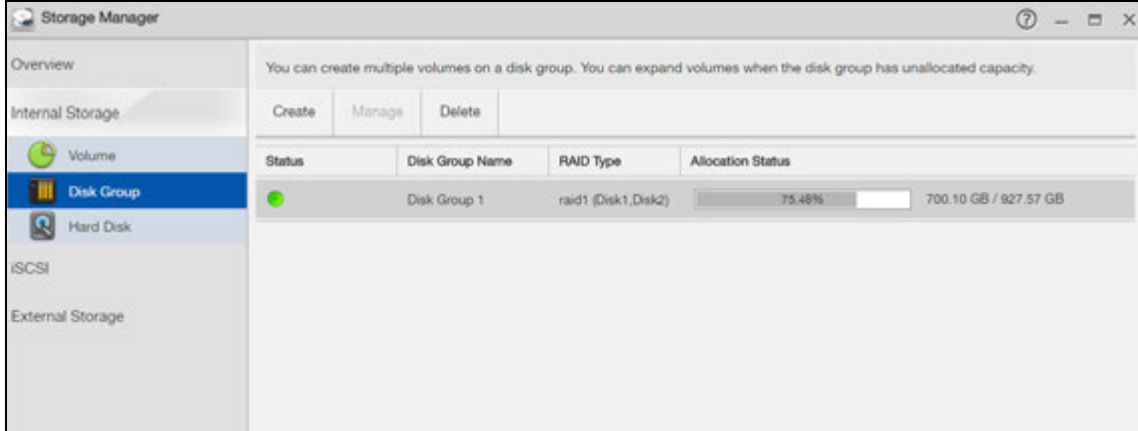 Storage Manager
Overview
Internal Storage
Volume
Disk Group
Hard Disk
iSCSI
External Storage
You can create multiple volumes on a disk group. You can expand volumes when the disk group has unallocated capacity.
Create Manage Delete
Status Disk Group Name RAID Type Allocation Status
Disk Group 1 raid1 (Disk1,Disk2) 75.48% 700.10 GB / 927.57 GB